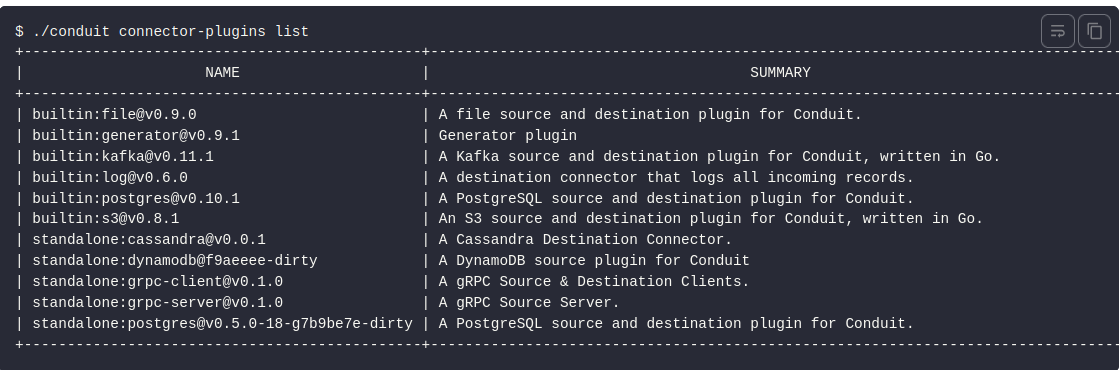 $ ./conduit connector-plugins list
+----------------------------------------------+--------------------------------------------------------------------------------
| NAME | SUMMARY
+----------------------------------------------+--------------------------------------------------------------------------------
| builtin:file@v0.9.0 | A file source and destination plugin for Conduit.
| builtin:generator@v0.9.1 | Generator plugin
| builtin:kafka@v0.11.1 | A Kafka source and destination plugin for Conduit, written in Go.
| builtin:log@v0.6.0 | A destination connector that logs all incoming records.
| builtin:postgres@v0.10.1 | A PostgreSQL source and destination plugin for Conduit.
| builtin:s3@v0.8.1 | An S3 source and destination plugin for Conduit, written in Go.
| standalone:cassandra@v0.0.1 | A Cassandra Destination Connector.
| standalone:dynamodb@f9aeeee-dirty | A DynamoDB source plugin for Conduit
| standalone:grpc-client@v0.1.0 | A gRPC Source & Destination Clients.
| standalone:grpc-server@v0.1.0 | A gRPC Source Server.
| standalone:postgres@v0.5.0-18-g7b9be7e-dirty | A PostgreSQL source and destination plugin for Conduit.
+----------------------------------------------+--------------------------------------------------------------------------------